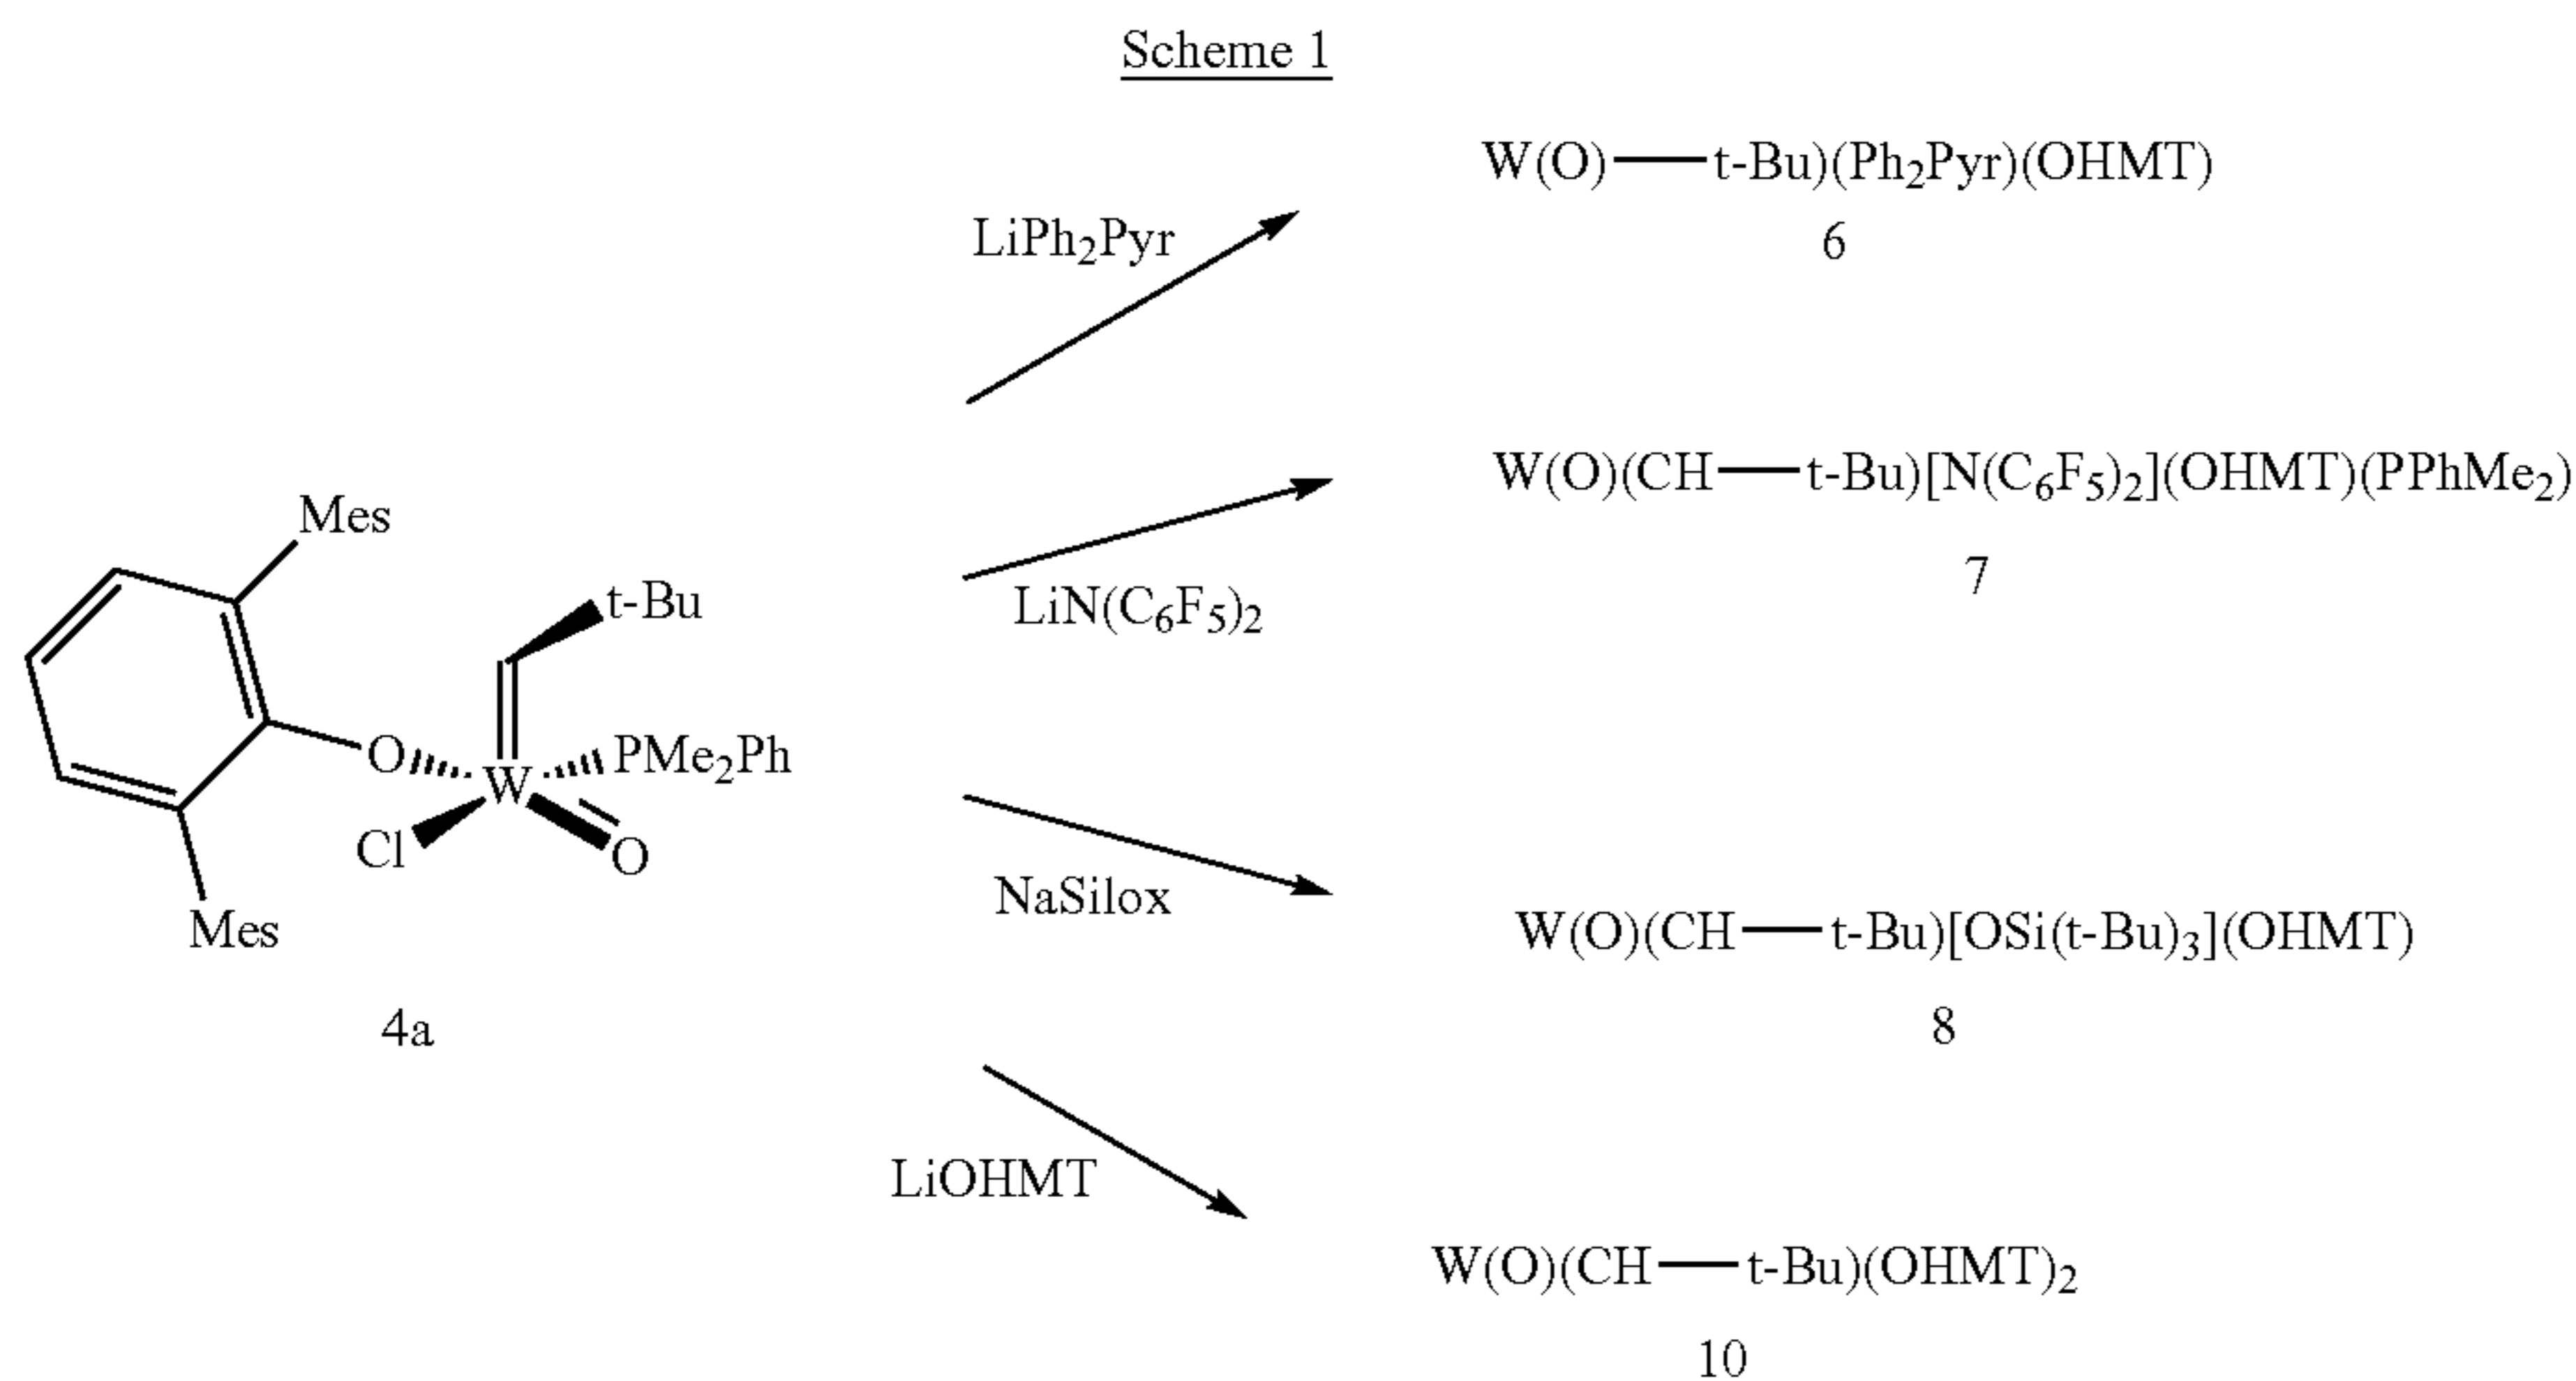 Scheme 1
W(O)—t-Bu)(Ph₂Pyr)(OHMT)
6
LiPh₂Pyr
W(O)(CH—t-Bu)[N(C₆F₅)₂](OHMT)(PPhMe₂)
7
LiN(C₆F₅)₂
Mes
t-Bu
O
W
PMe₂Ph
Cl
O
Mes
4a
NaSilox
W(O)(CH—t-Bu)[OSi(t-Bu)₃](OHMT)
8
LiOHMT
W(O)(CH—t-Bu)(OHMT)₂
10